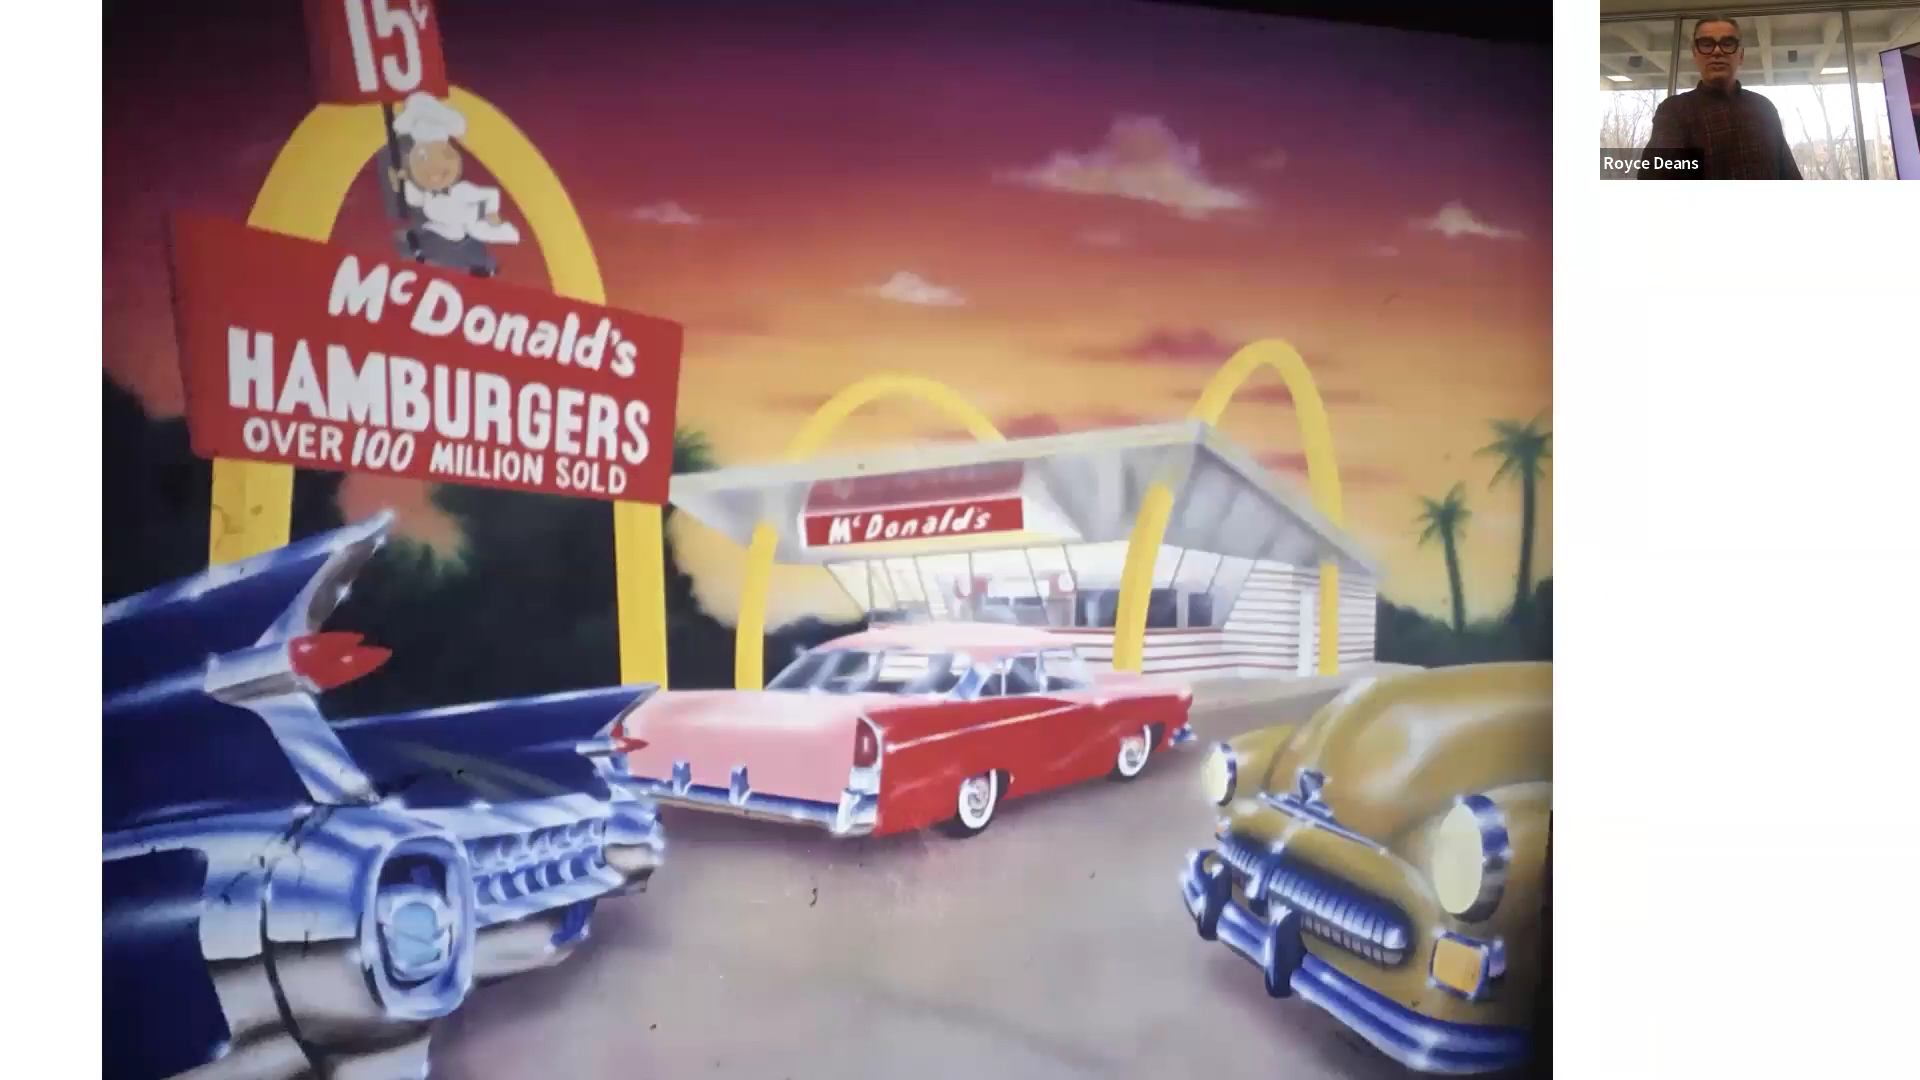 15¢
McDonald's
HAMBURGERS
OVER 100 MILLION SOLD
McDonald's
Royce Deans